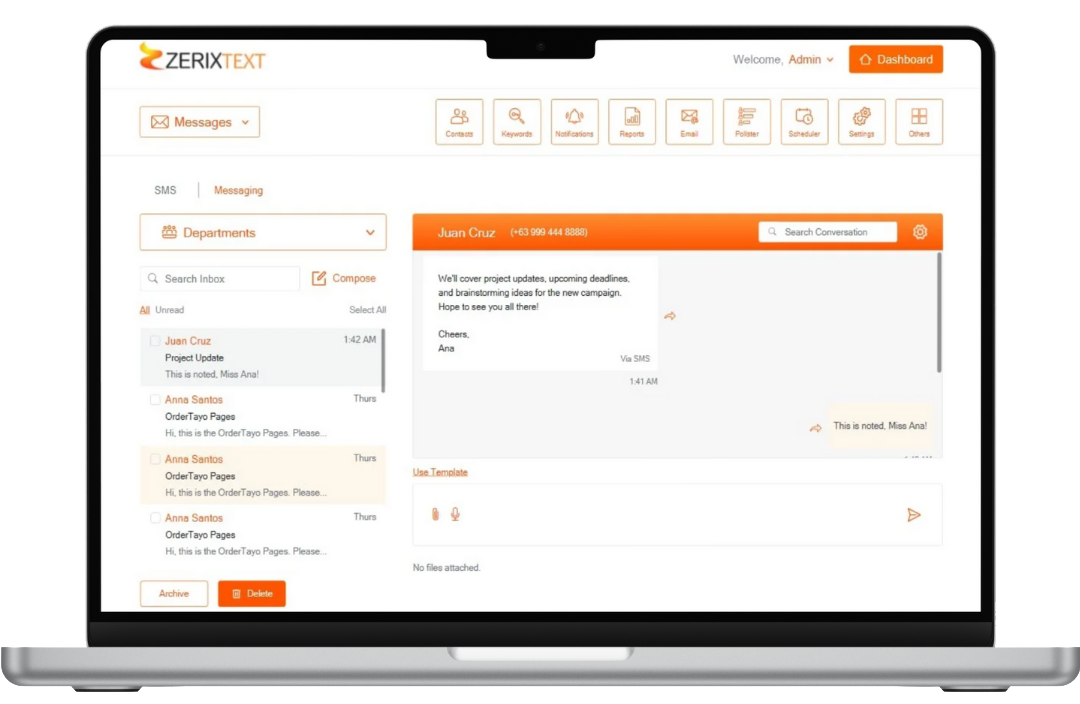 ZERIXTEXT
Welcome, Admin
Dashboard
Messages
Contacts
Keywords
Notifications
Reports
Email
Pollster
Scheduler
Settings
Others
SMS
Messaging
Departments
Search Inbox
Compose
All Unread
Select All
Juan Cruz 1:42 AM
Project Update
This is noted, Miss Ana!
Anna Santos Thurs
OrderTayo Pages
Hi, this is the OrderTayo Pages. Please...
Anna Santos Thurs
OrderTayo Pages
Hi, this is the OrderTayo Pages. Please...
Anna Santos Thurs
OrderTayo Pages
Hi, this is the OrderTayo Pages. Please...
Archive
Delete
Juan Cruz (+63 999 444 8888)
Search Conversation
We'll cover project updates, upcoming deadlines,
and brainstorming ideas for the new campaign.
Hope to see you all there!
Cheers,
Ana
Via SMS
1:41 AM
This is noted, Miss Ana!
Use Template
No files attached.